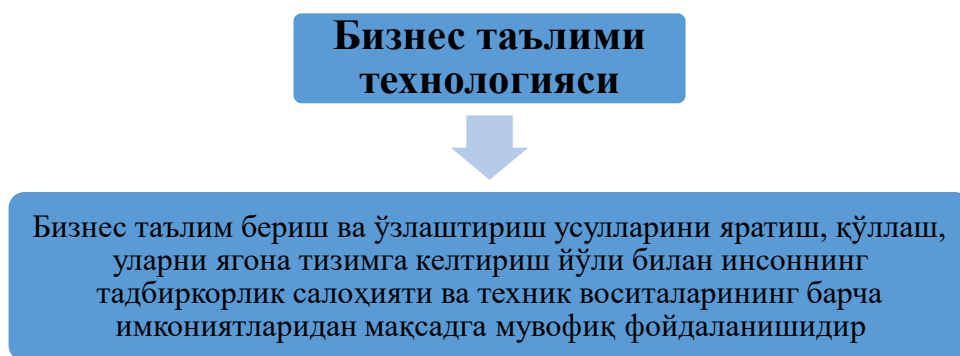 Бизнес таълими
технологияси
Бизнес таълим бериш ва ўзлаштириш усулларини яратиш, қўллаш,
уларни ягона тизимга келтириш йўли билан инсоннинг
тадбиркорлик салоҳияти ва техник воситаларининг барча
имкониятларидан мақсадга мувофиқ фойдаланишидир